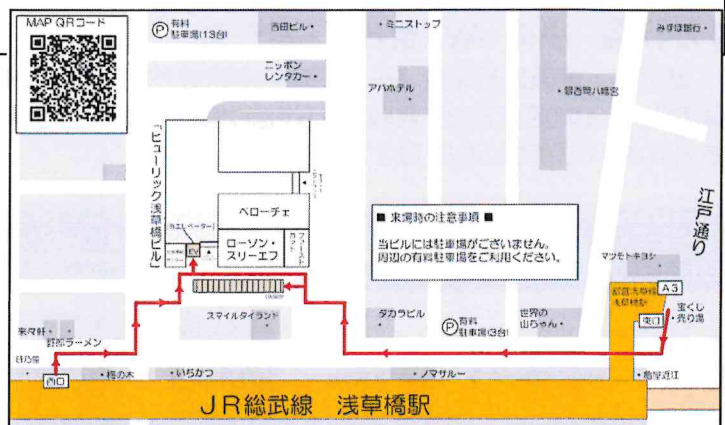 MAP QRコード
P 有料
駐車場(13台)
吉田ビル・
・ミニストップ
みずほ銀行・
ニッポン
レンタカー・
アパホテル
・銀杏岡八幡宮
「ヒューリック浅草橋ビル」
江戸通り
ベローチェ
EV
ローソン・
スリーエフ
ファースト
カット
■ 来場時の注意事項 ■
当ビルには駐車場がございません。
周辺の有料駐車場をご利用ください。
マツモトキヨシ
A3
都営浅草線
浅草橋駅
東口
宝くじ
売り場
スマイルタイランド
タカラビル
P 有料
駐車場(3台)
世界の
山ちゃん・
来々軒
野郎ラーメン
西口
・梅の木
・いちかつ
・ノマサルー
・亀屋近江
JR総武線 浅草橋駅